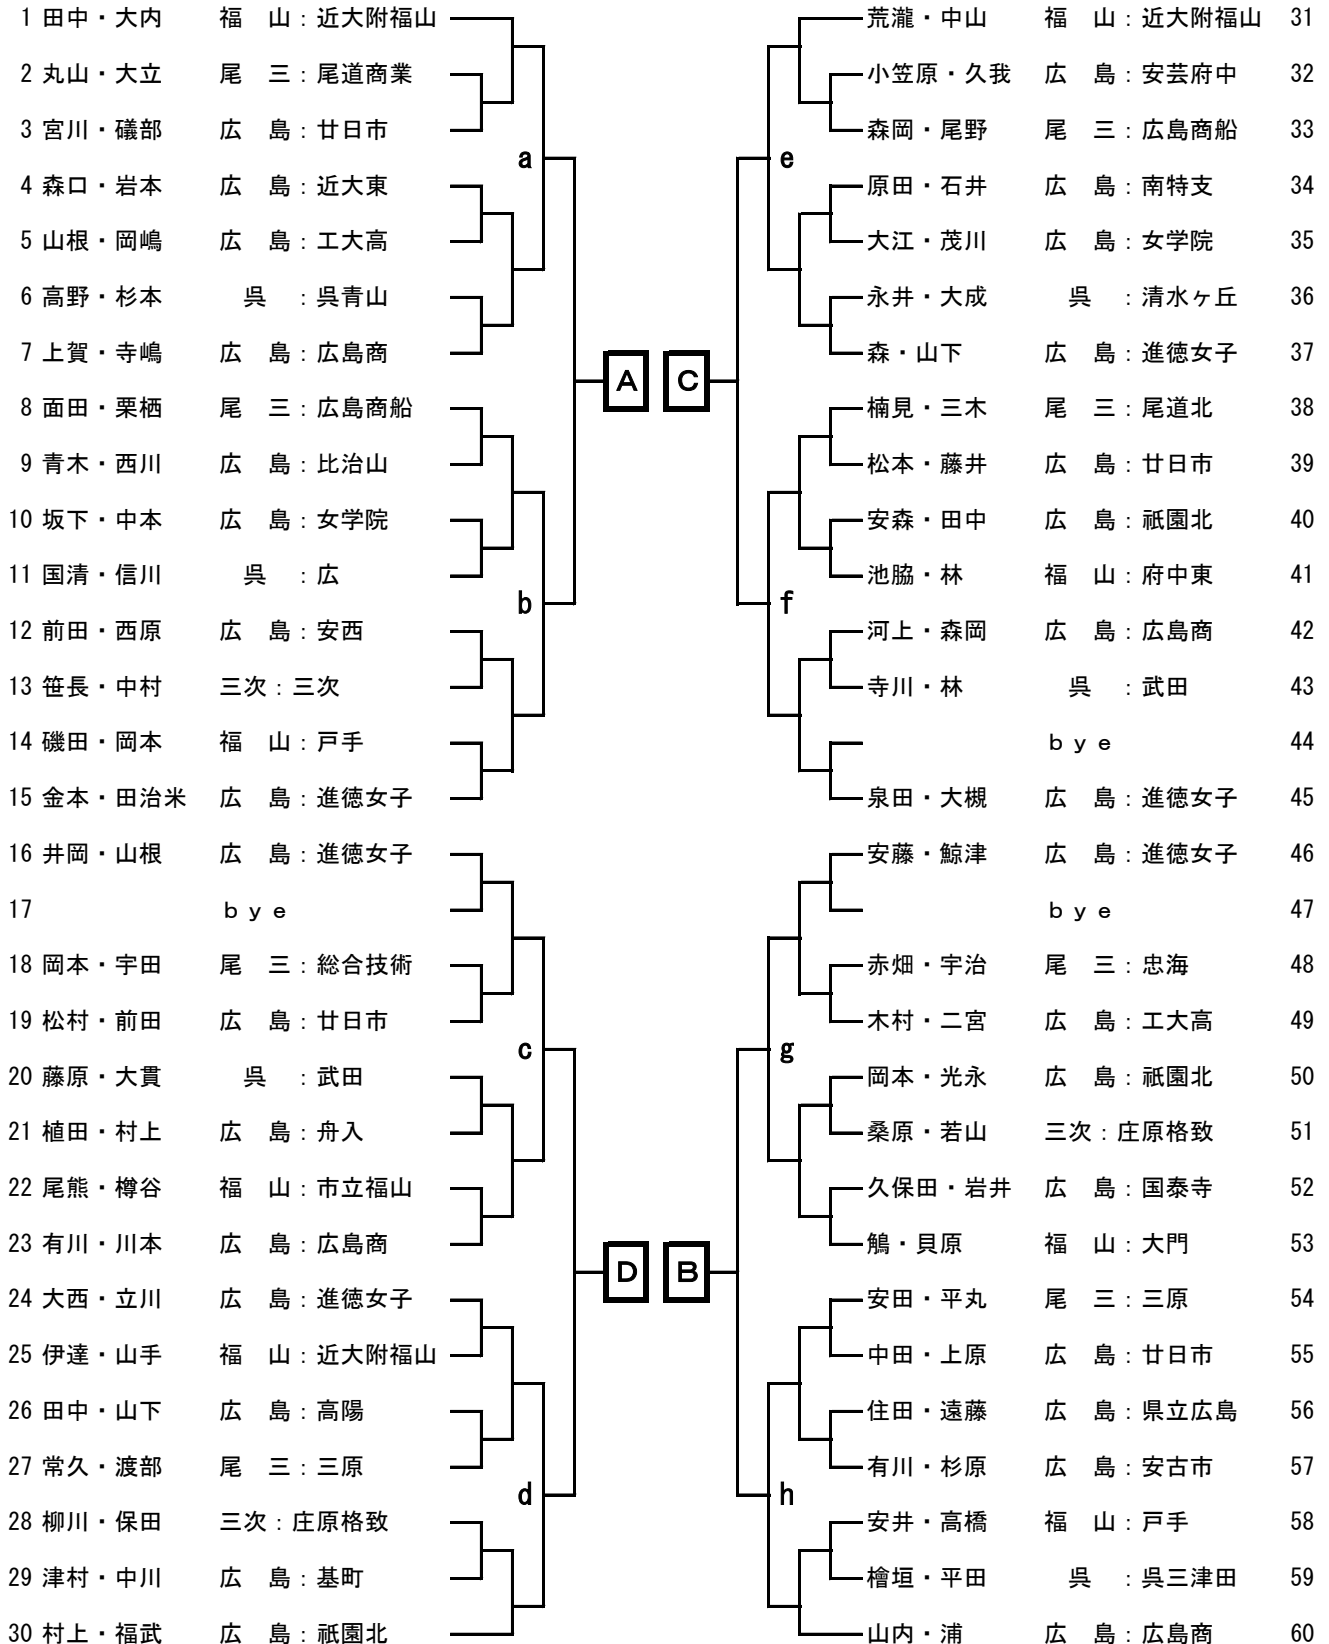 1 田中・大内 福 山：近大附福山
2 丸山・大立 尾 三：尾道商業
3 宮川・礒部 広 島：廿日市
a
4 森口・岩本 広 島：近大東
5 山根・岡嶋 広 島：工大高
6 高野・杉本 呉 ：呉青山
7 上賀・寺嶋 広 島：広島商
A
8 面田・栗栖 尾 三：広島商船
9 青木・西川 広 島：比治山
10 坂下・中本 広 島：女学院
11 国清・信川 呉 ：広
b
12 前田・西原 広 島：安西
13 笹長・中村 三次：三次
14 磯田・岡本 福 山：戸手
15 金本・田治米 広 島：進徳女子
16 井岡・山根 広 島：進徳女子
17 ｂｙｅ
18 岡本・宇田 尾 三：総合技術
19 松村・前田 広 島：廿日市
c
20 藤原・大貫 呉 ：武田
21 植田・村上 広 島：舟入
22 尾熊・樽谷 福 山：市立福山
23 有川・川本 広 島：広島商
D
24 大西・立川 広 島：進徳女子
25 伊達・山手 福 山：近大附福山
26 田中・山下 広 島：高陽
27 常久・渡部 尾 三：三原
d
28 柳川・保田 三次：庄原格致
29 津村・中川 広 島：基町
30 村上・福武 広 島：祇園北
荒瀧・中山 福 山：近大附福山 31
小笠原・久我 広 島：安芸府中 32
森岡・尾野 尾 三：広島商船 33
e
原田・石井 広 島：南特支 34
大江・茂川 広 島：女学院 35
永井・大成 呉 ：清水ヶ丘 36
森・山下 広 島：進徳女子 37
C
楠見・三木 尾 三：尾道北 38
松本・藤井 広 島：廿日市 39
安森・田中 広 島：祇園北 40
池脇・林 福 山：府中東 41
f
河上・森岡 広 島：広島商 42
寺川・林 呉 ：武田 43
ｂｙｅ 44
泉田・大槻 広 島：進徳女子 45
安藤・鯨津 広 島：進徳女子 46
ｂｙｅ 47
赤畑・宇治 尾 三：忠海 48
木村・二宮 広 島：工大高 49
g
岡本・光永 広 島：祇園北 50
桑原・若山 三次：庄原格致 51
久保田・岩井 広 島：国泰寺 52
鵤・貝原 福 山：大門 53
B
安田・平丸 尾 三：三原 54
中田・上原 広 島：廿日市 55
住田・遠藤 広 島：県立広島 56
有川・杉原 広 島：安古市 57
h
安井・高橋 福 山：戸手 58
檜垣・平田 呉 ：呉三津田 59
山内・浦 広 島：広島商 60